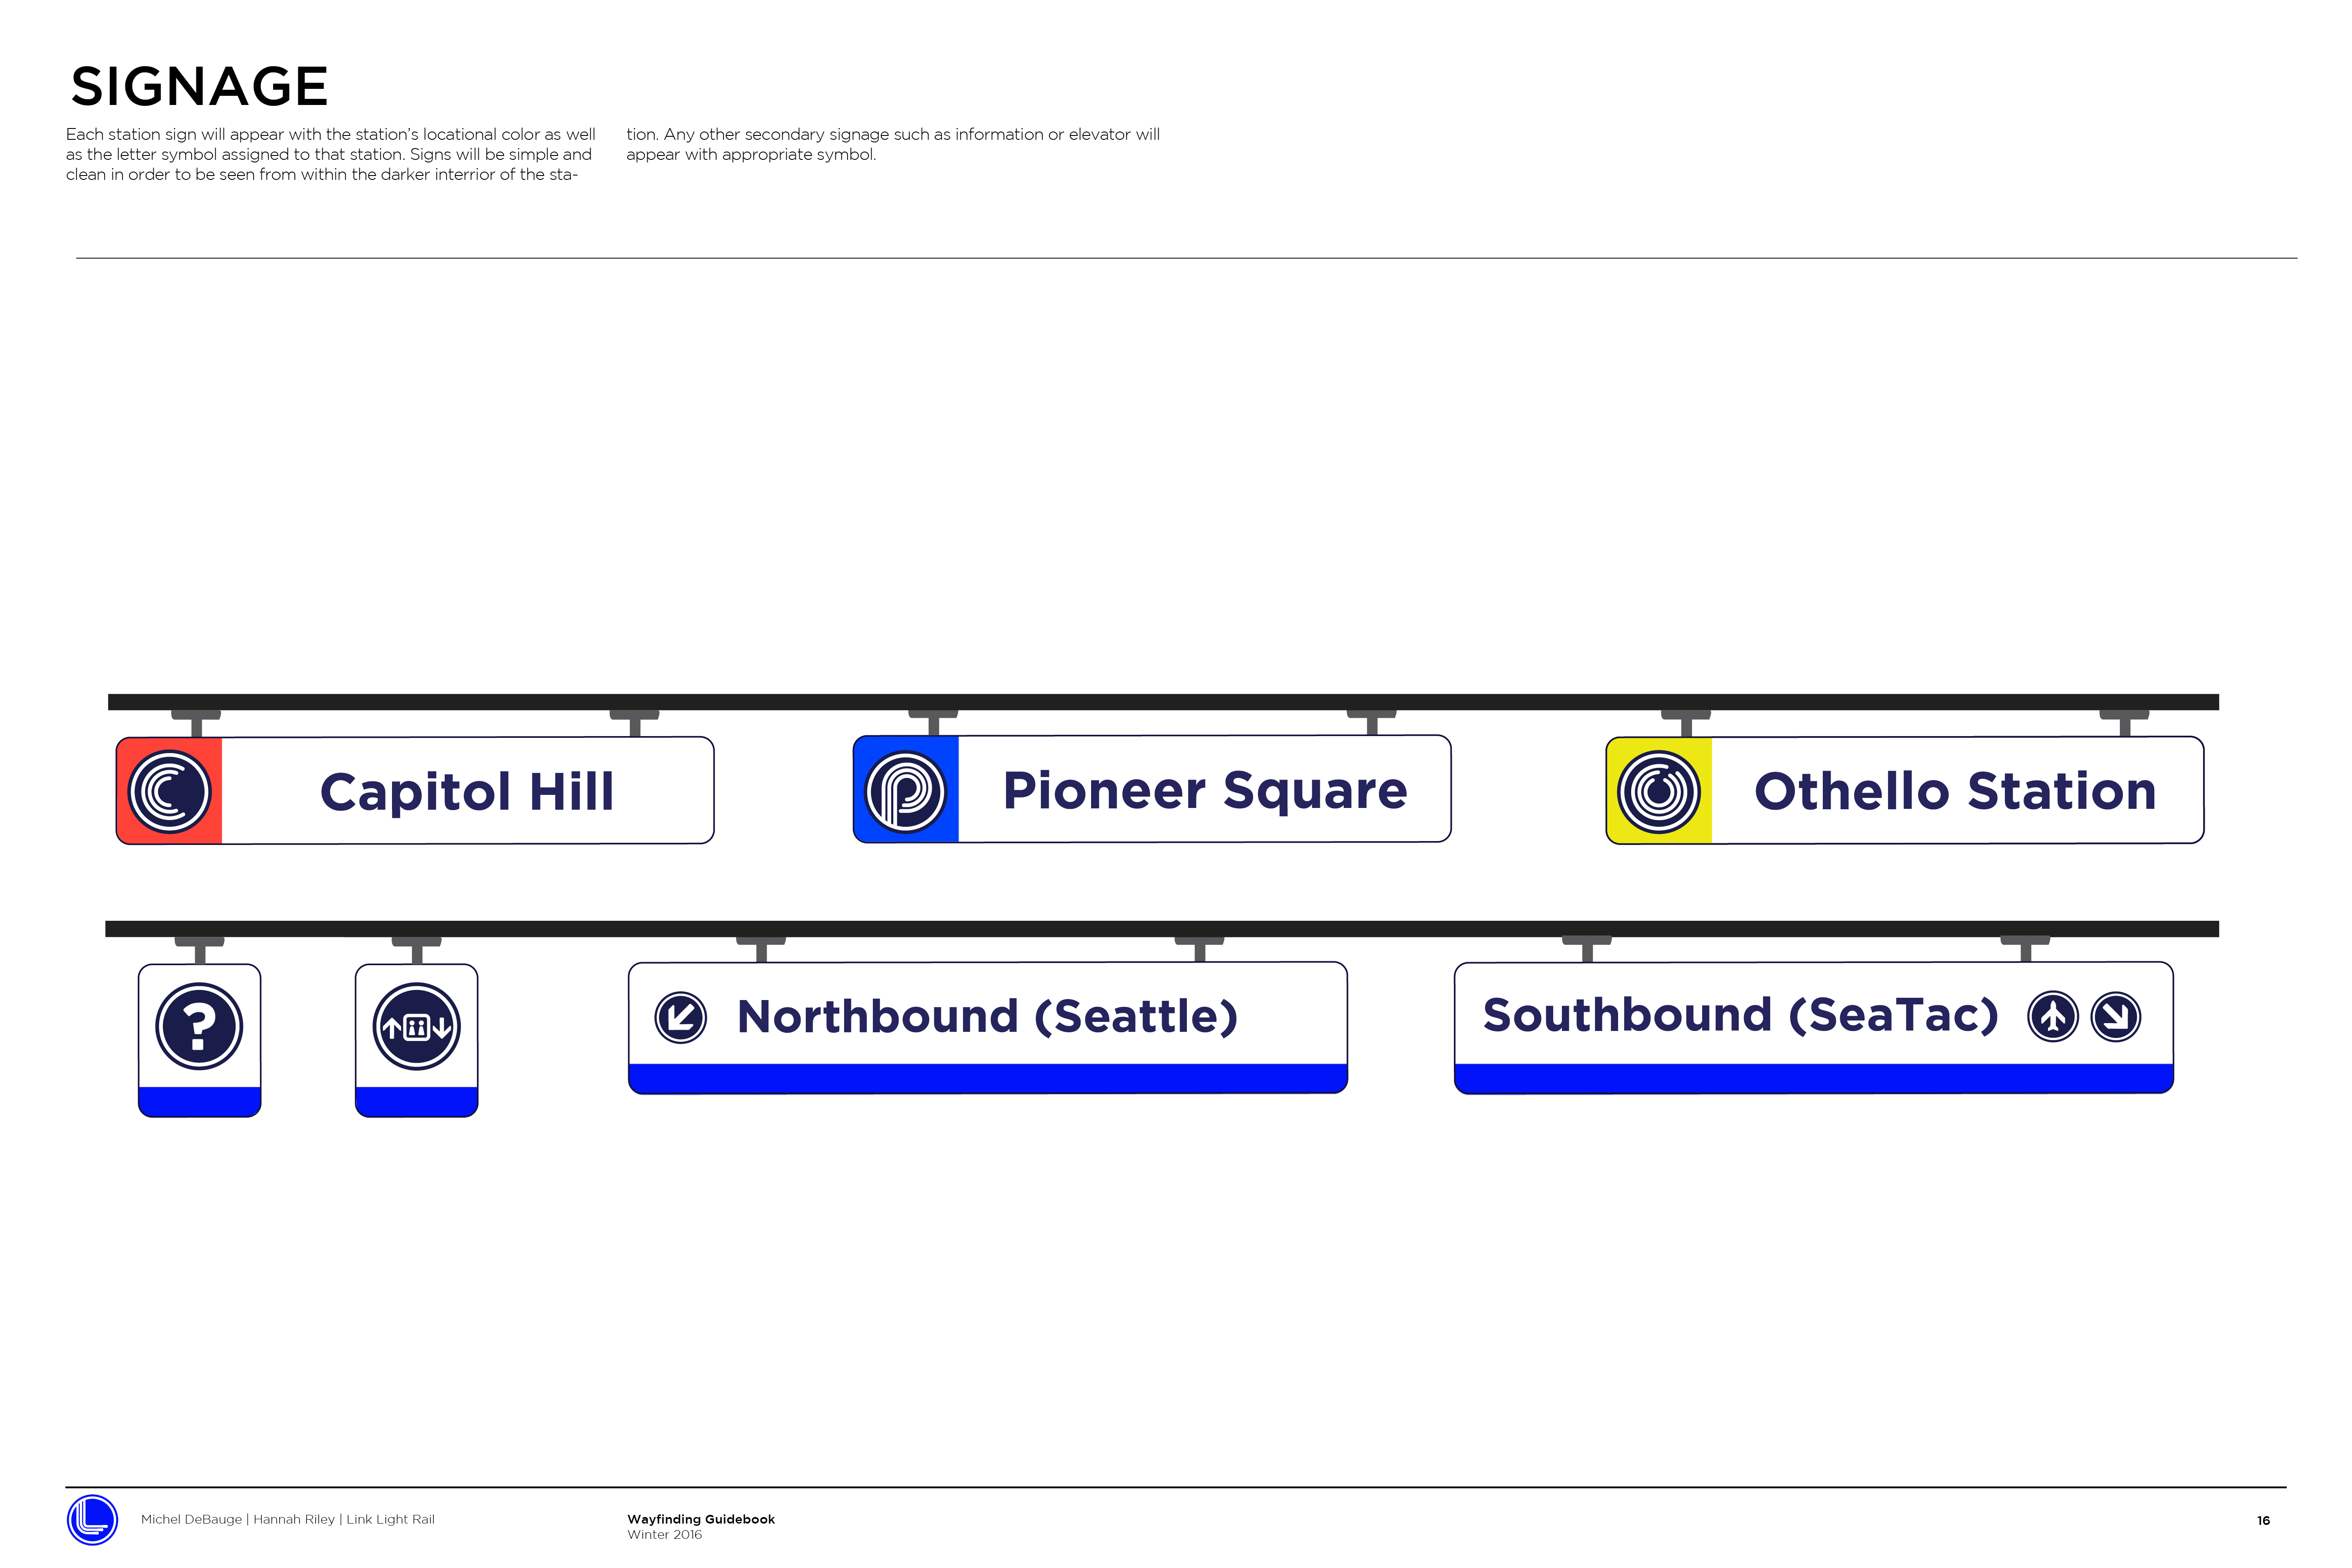 SIGNAGE
Each station sign will appear with the station's locational color as well
as the letter symbol assigned to that station. Signs will be simple and
clean in order to be seen from within the darker interrior of the sta-
tion. Any other secondary signage such as information or elevator will
appear with appropriate symbol.
C
Capitol Hill
P
Pioneer Square
O
Othello Station
?
Northbound (Seattle)
Southbound (SeaTac)
L
Michel DeBauge | Hannah Riley | Link Light Rail
Wayfinding Guidebook
Winter 2016
16